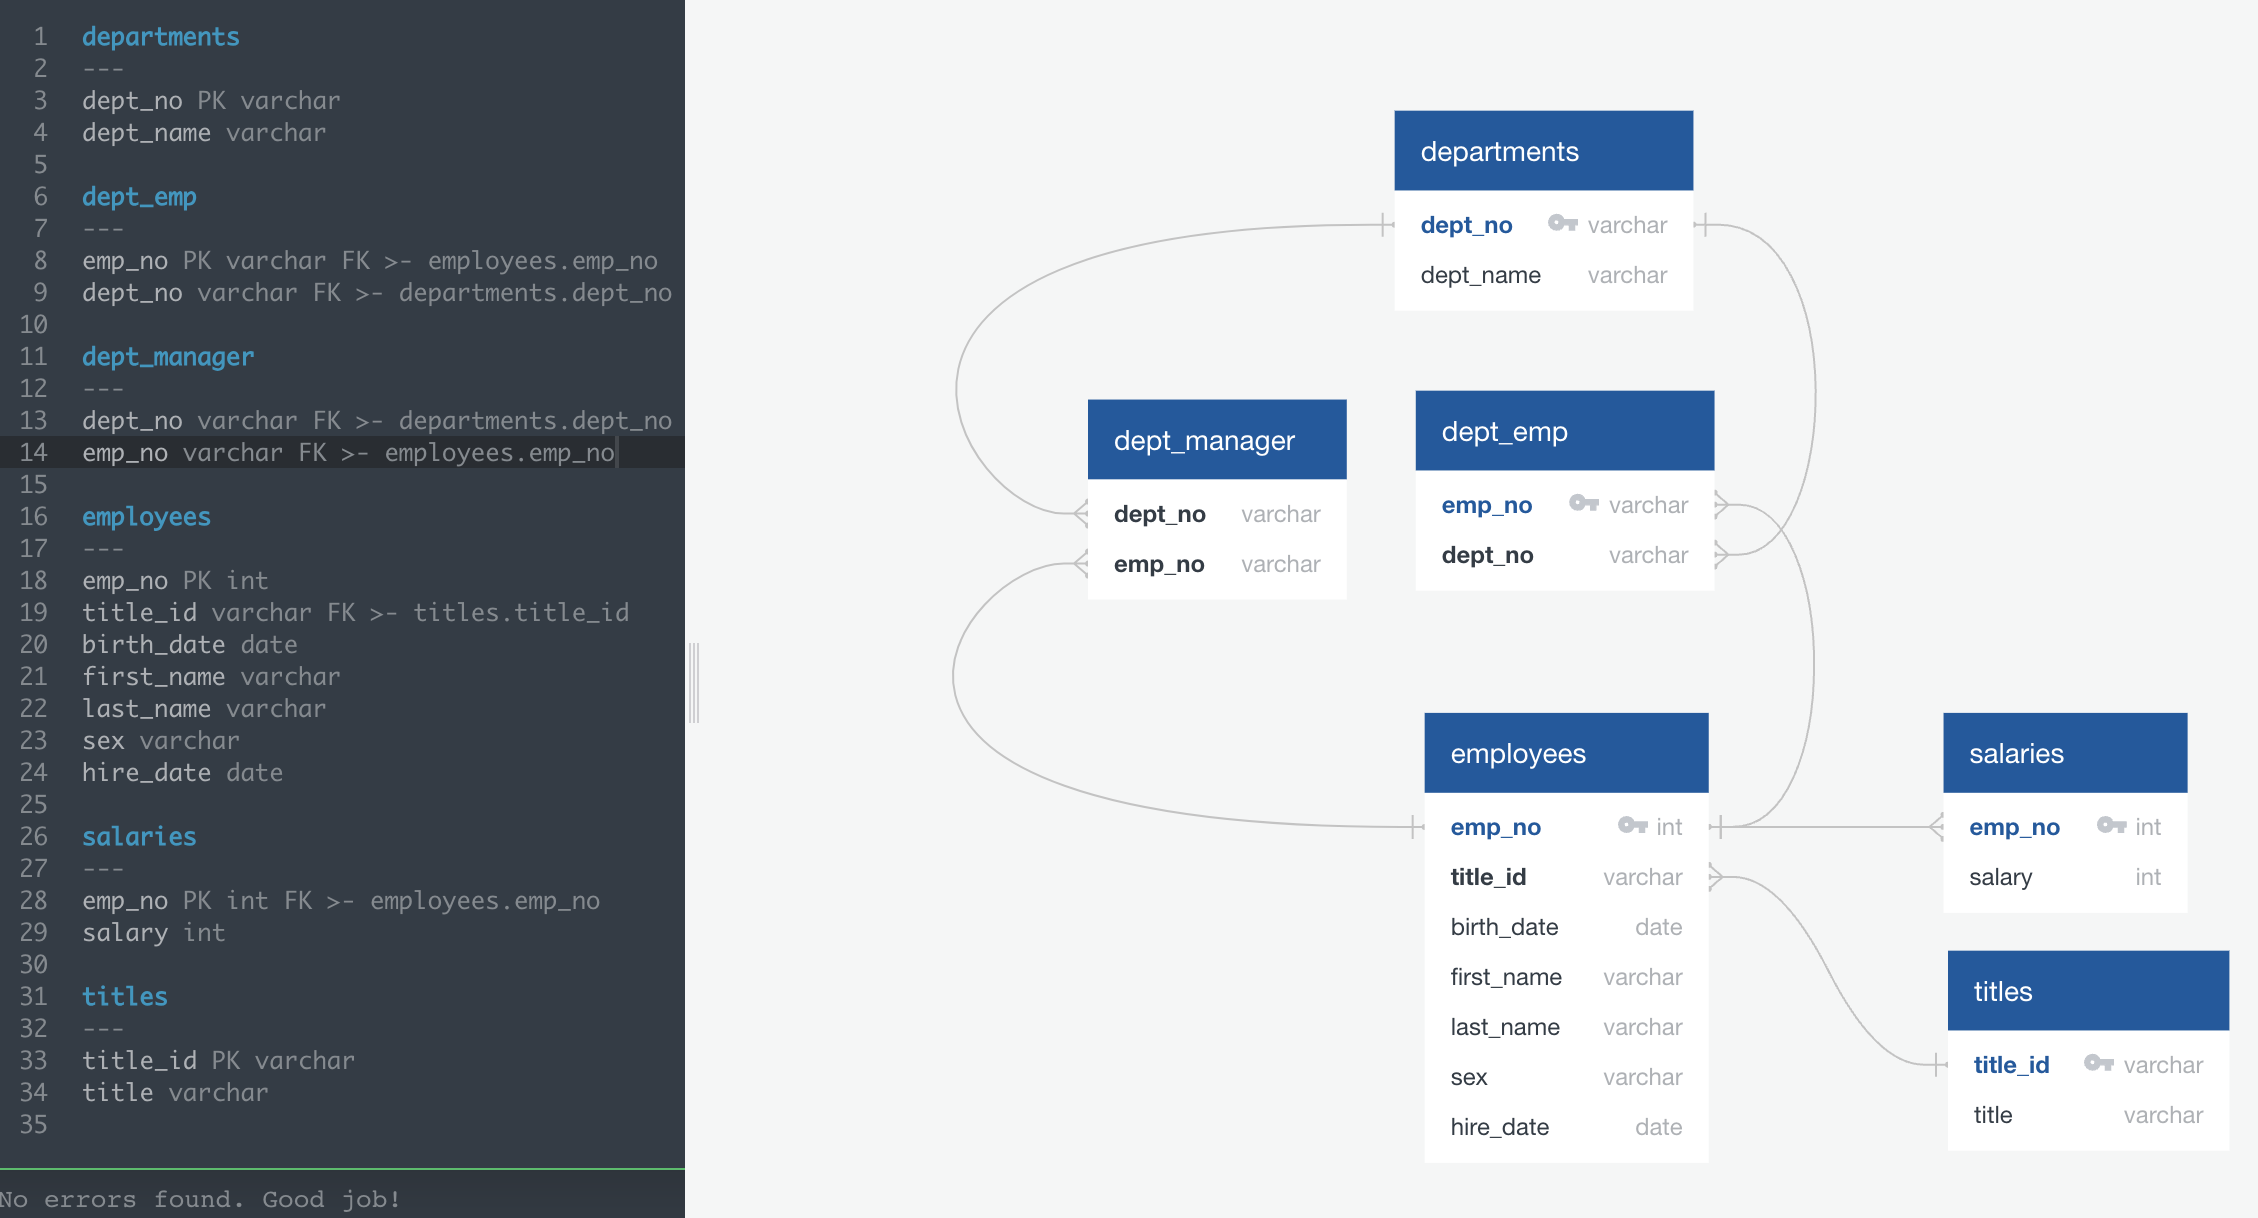 1 departments
2 ---
3 dept_no PK varchar
4 dept_name varchar
5
6 dept_emp
7 ---
8 emp_no PK varchar FK >- employees.emp_no
9 dept_no varchar FK >- departments.dept_no
10
11 dept_manager
12 ---
13 dept_no varchar FK >- departments.dept_no
14 emp_no varchar FK >- employees.emp_no
15
16 employees
17 ---
18 emp_no PK int
19 title_id varchar FK >- titles.title_id
20 birth_date date
21 first_name varchar
22 last_name varchar
23 sex varchar
24 hire_date date
25
26 salaries
27 ---
28 emp_no PK int FK >- employees.emp_no
29 salary int
30
31 titles
32 ---
33 title_id PK varchar
34 title varchar
35
No errors found. Good job!
departments
dept_no varchar
dept_name varchar
dept_manager
dept_no varchar
emp_no varchar
dept_emp
emp_no varchar
dept_no varchar
employees
emp_no int
title_id varchar
birth_date date
first_name varchar
last_name varchar
sex varchar
hire_date date
salaries
emp_no int
salary int
titles
title_id varchar
title varchar